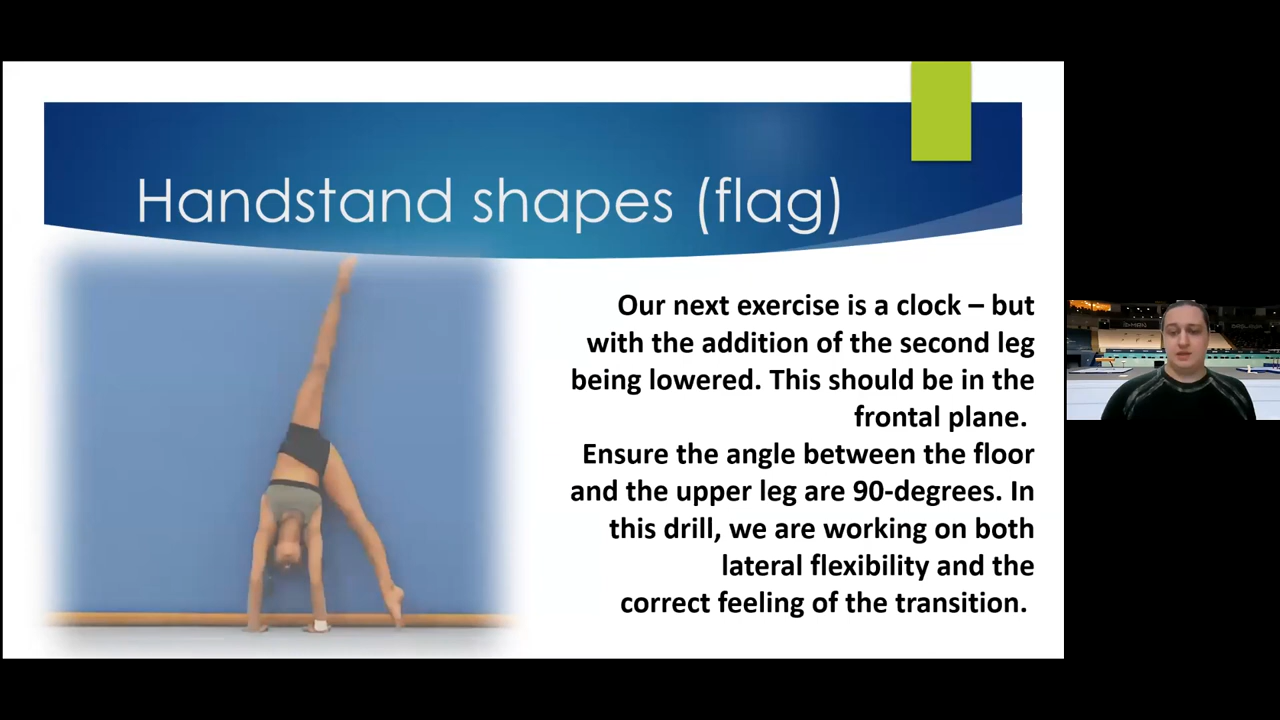 Handstand shapes (flag)
Our next exercise is a clock – but
with the addition of the second leg
being lowered. This should be in the
frontal plane.
Ensure the angle between the floor
and the upper leg are 90-degrees. In
this drill, we are working on both
lateral flexibility and the
correct feeling of the transition.